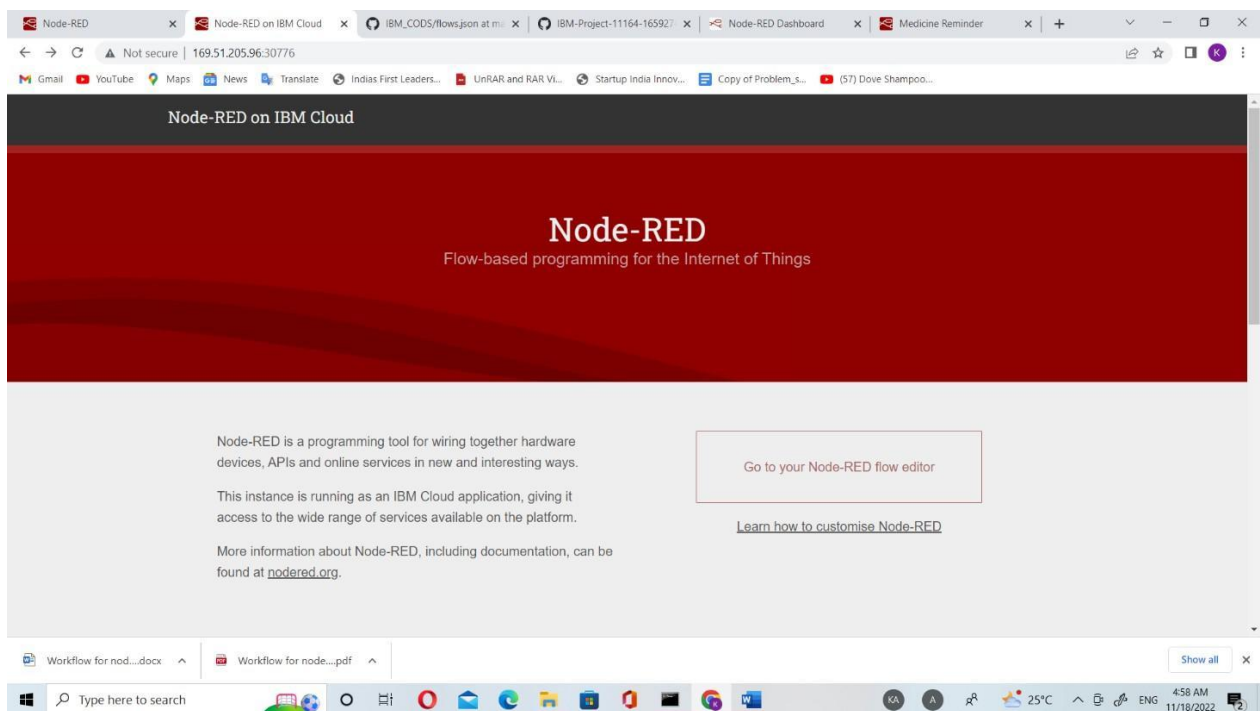 Node-RED
Node-RED on IBM Cloud
IBM_CODS/flows.json at ma
IBM-Project-11164-165927
Node-RED Dashboard
Medicine Reminder
Not secure | 169.51.205.96:30776
K
Gmail
YouTube
Maps
News
Translate
Indias First Leaders...
UnRAR and RAR Vi...
Startup India Innov...
Copy of Problem_s...
(57) Dove Shampoo...
Node-RED on IBM Cloud
Node-RED
Flow-based programming for the Internet of Things
Node-RED is a programming tool for wiring together hardware
devices, APIs and online services in new and interesting ways.
This instance is running as an IBM Cloud application, giving it
access to the wide range of services available on the platform.
More information about Node-RED, including documentation, can be
found at nodered.org.
Go to your Node-RED flow editor
Learn how to customise Node-RED
Workflow for nod....docx
Workflow for node....pdf
Show all
Type here to search
KA
A
25°C
ENG
4:58 AM
11/18/2022
2